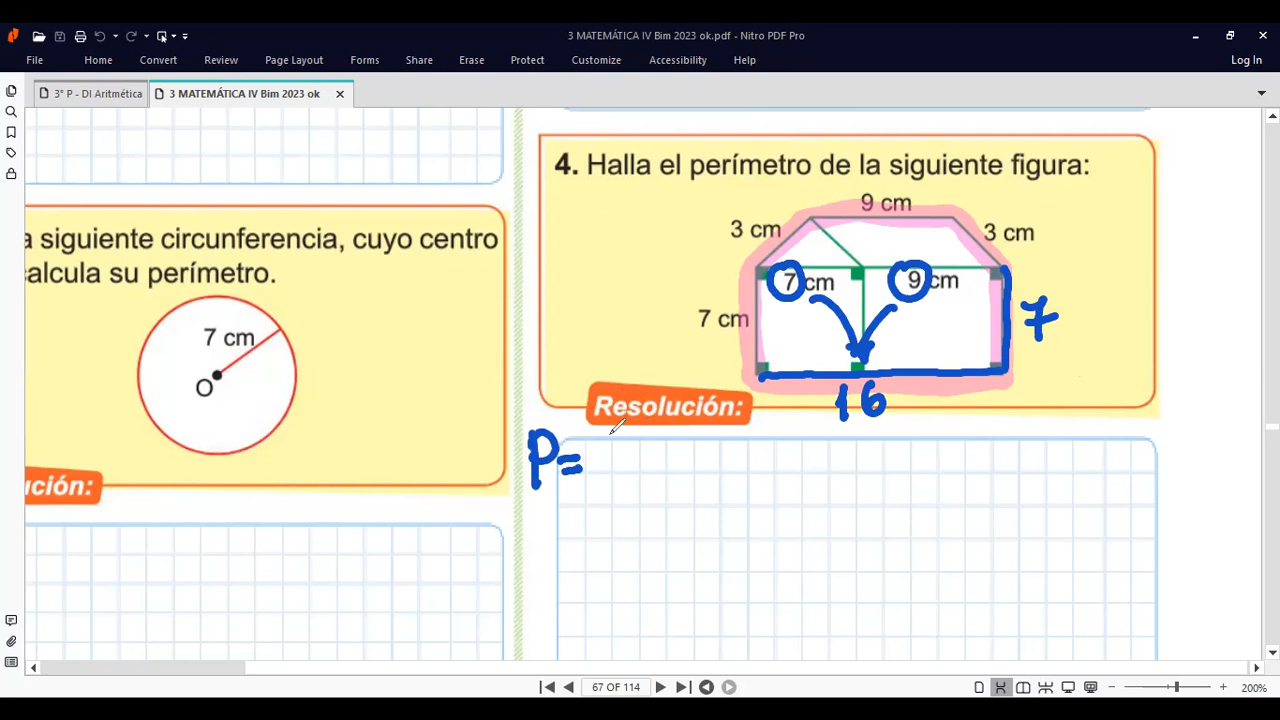 3 MATEMÁTICA IV Bim 2023 ok.pdf - Nitro PDF Pro
File Home Convert Review Page Layout Forms Share Erase Protect Customize Accessibility Help Log In
3° P - DI Aritmética
3 MATEMÁTICA IV Bim 2023 ok
a siguiente circunferencia, cuyo centro
calcula su perímetro.
7 cm
O
ución:
4. Halla el perímetro de la siguiente figura:
9 cm
3 cm
3 cm
7 cm
9 cm
7 cm
7
16
Resolución:
P=
67 OF 114
200%